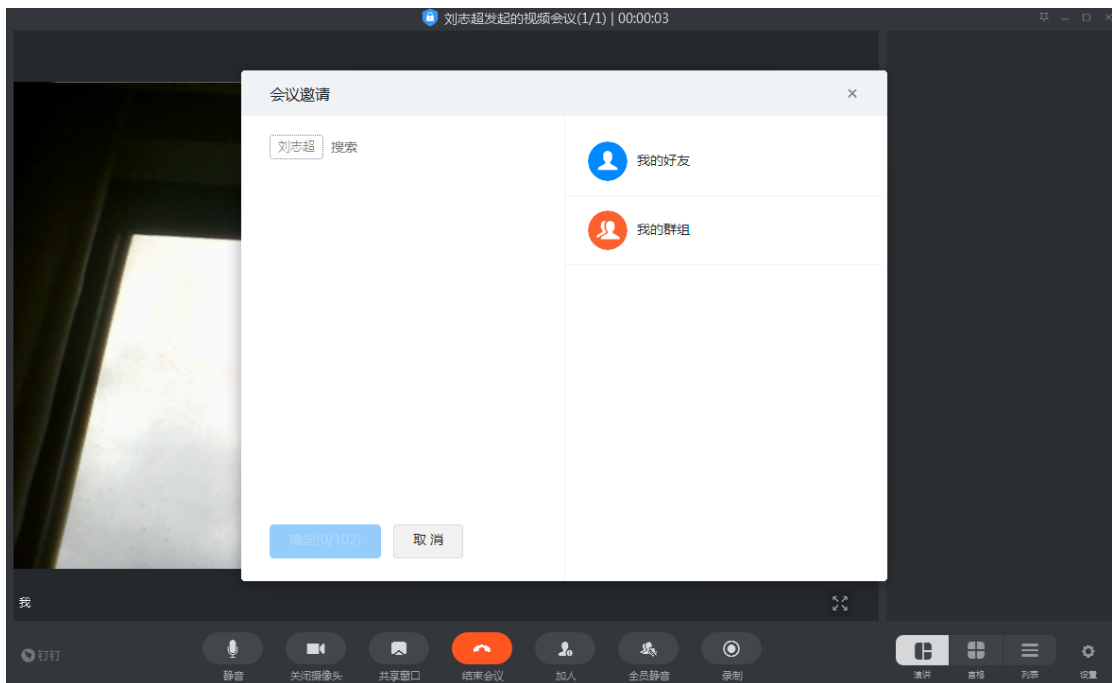 刘志超发起的视频会议(1/1) | 00:00:03
会议邀请
刘志超 搜索
我的好友
我的群组
确定(0/102) 取 消
我
钉钉
静音 关闭摄像头 共享窗口 结束会议 加人 全员静音 录制 演讲 宫格 列表 设置